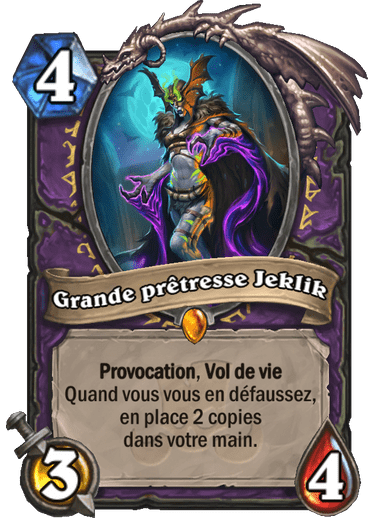 4
Grande prêtresse Jeklik
Provocation, Vol de vie
Quand vous vous en défaussez,
en place 2 copies
dans votre main.
3
4